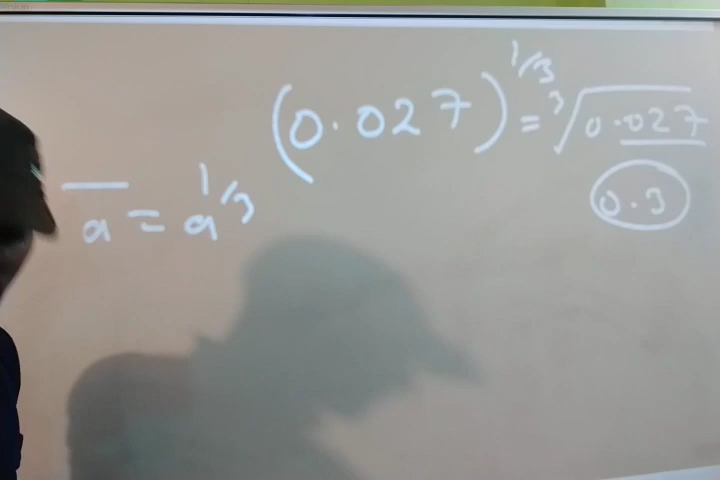 (0.027)^1/3 = ∛0.027
0.3
a = a^1/3